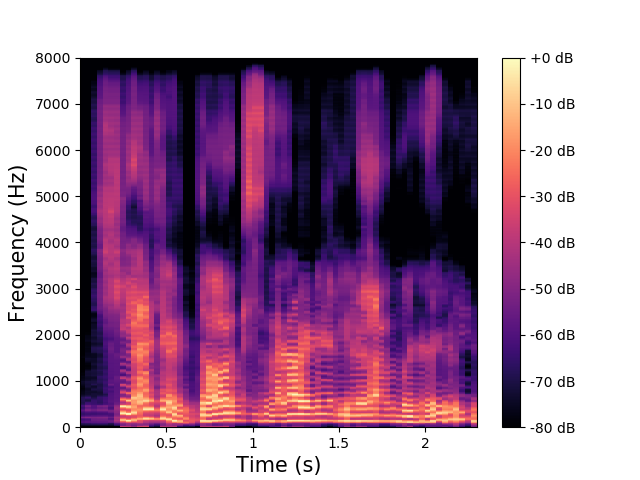 8000
7000
6000
5000
4000
3000
2000
1000
0
Frequency (Hz)
0 0.5 1 1.5 2
Time (s)
+0 dB
-10 dB
-20 dB
-30 dB
-40 dB
-50 dB
-60 dB
-70 dB
-80 dB